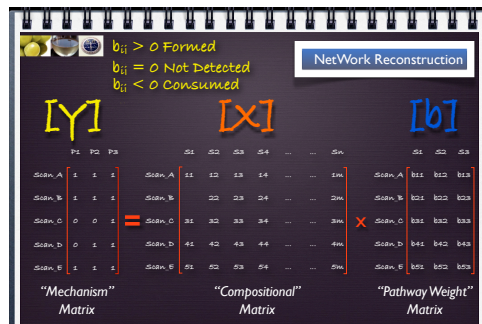 b_ij > 0 Formed
b_ij = 0 Not Detected
b_ij < 0 Consumed
NetWork Reconstruction
[Y] [X] [b]
P1 P2 P3 S1 S2 S3 S4 ... ... Sn S1 S2 S3
Scan_A 1 1 1 Scan_A 11 12 13 14 ... ... 1m Scan_A b11 b12 b13
Scan_B 1 1 1 Scan_B 22 23 24 ... ... 2m Scan_B b21 b22 b23
Scan_C 0 0 1 = Scan_C 31 32 33 34 ... ... 3m x Scan_C b31 b32 b33
Scan_D 0 1 1 Scan_D 41 42 43 44 ... ... 4m Scan_D b41 b42 b43
Scan_E 1 1 1 Scan_E 51 52 53 54 ... ... 5m Scan_E b51 b52 b53
“Mechanism” “Compositional” “Pathway Weight”
Matrix Matrix Matrix